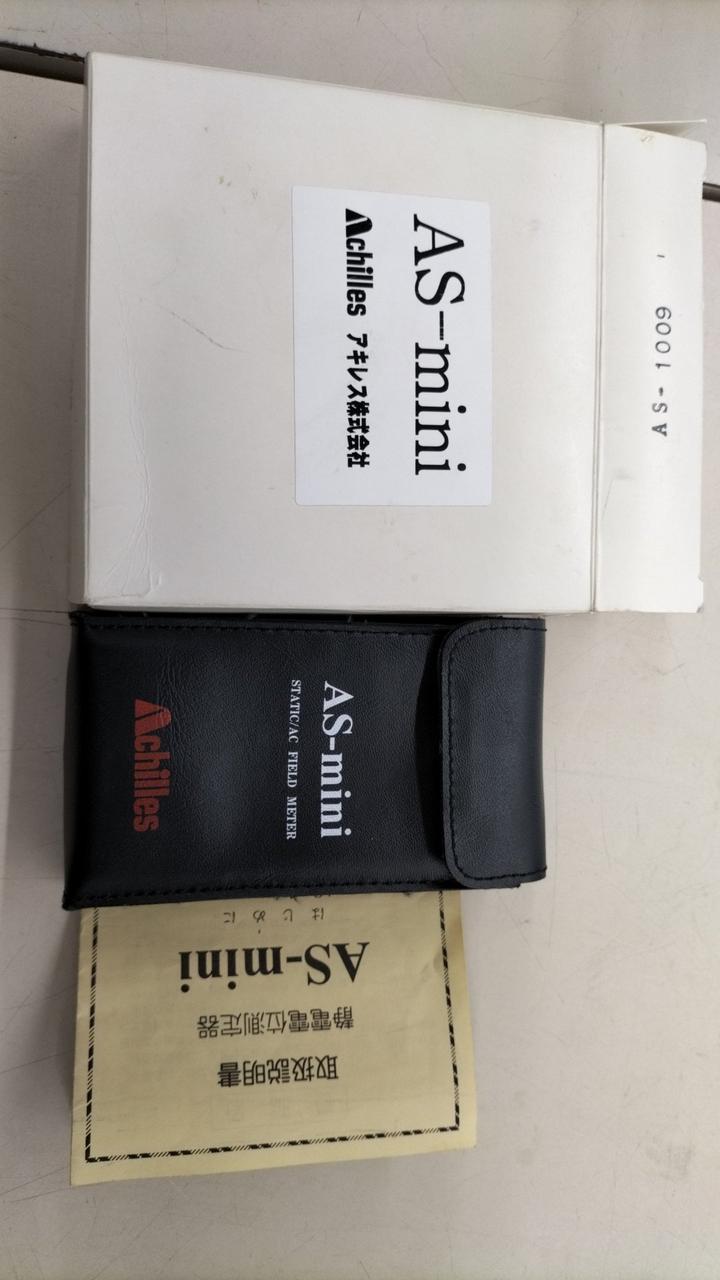 AS-mini
Achilles アキレス株式会社
AS-1009
AS-mini
STATIC/AC FIELD METER
Achilles
取扱説明書
静電電位測定器
AS-mini
はじめに